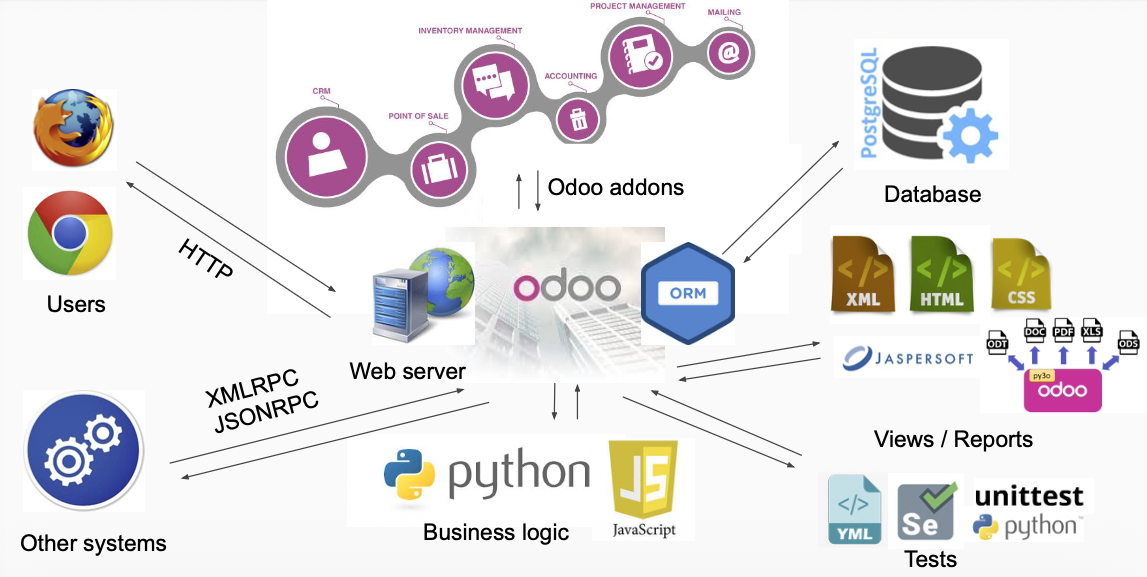 PROJECT MANAGEMENT
MAILING
INVENTORY MANAGEMENT
ACCOUNTING
CRM
POINT OF SALE
@
Odoo addons
PostgreSQL
Database
HTTP
Users
odoo
ORM
Web server
</> XML
</> HTML
</> CSS
JASPERSOFT
ODT
DOC
PDF
XLS
ODS
py3o
odoo
Views / Reports
XMLRPC
JSONRPC
Other systems
python
JS
JavaScript
Business logic
</>
YML
Se
unittest
python
Tests